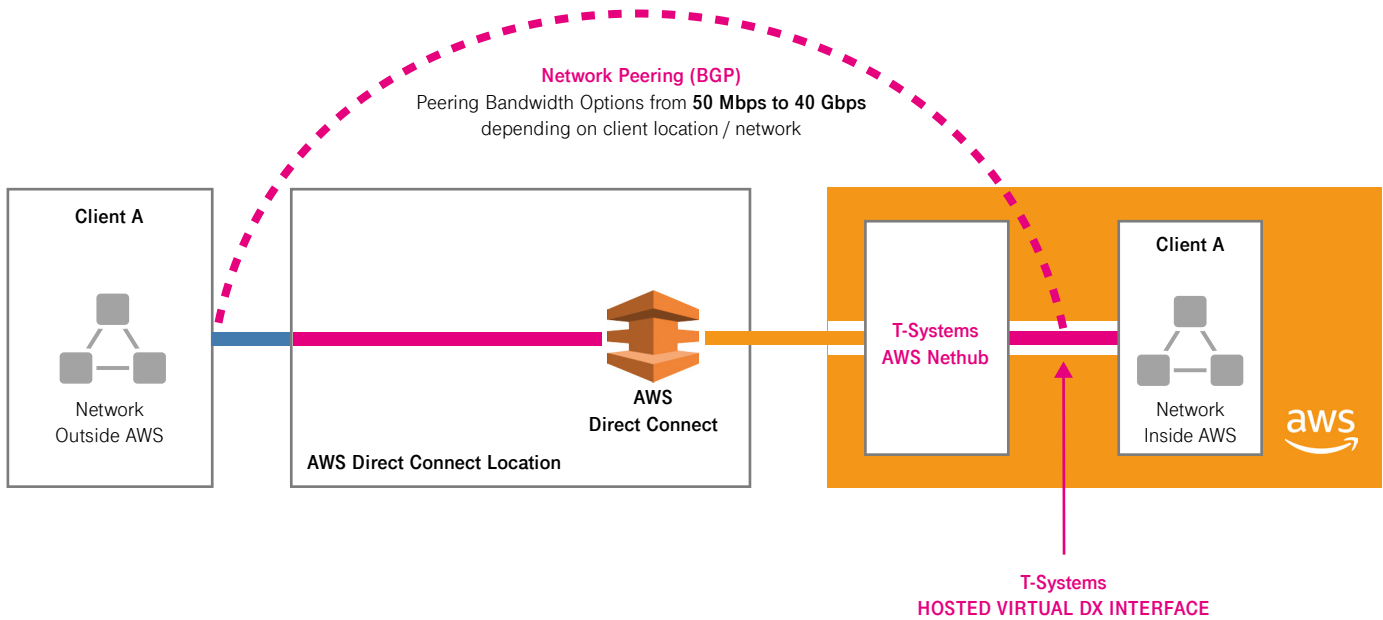 Network Peering (BGP)
Peering Bandwidth Options from 50 Mbps to 40 Gbps
depending on client location / network
Client A
Network
Outside AWS
AWS
Direct Connect
AWS Direct Connect Location
T-Systems
AWS Nethub
Client A
Network
Inside AWS
aws
T-Systems
HOSTED VIRTUAL DX INTERFACE